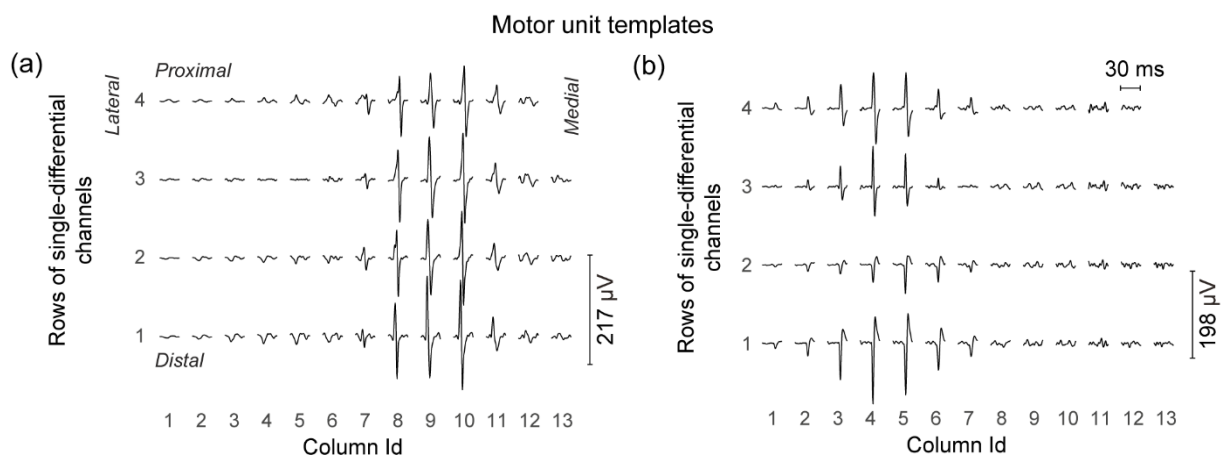 Motor unit templates
(a)
Proximal
Lateral
Medial
Rows of single-differential
channels
4
3
2
1
Distal
217 μV
1 2 3 4 5 6 7 8 9 10 11 12 13
Column Id
(b)
30 ms
Rows of single-differential
channels
4
3
2
1
198 μV
1 2 3 4 5 6 7 8 9 10 11 12 13
Column Id